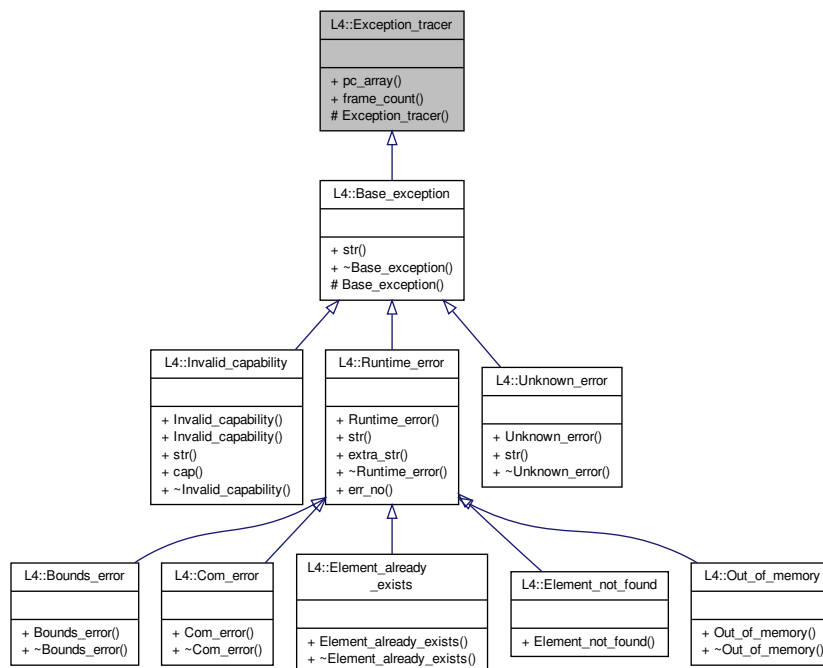 L4::Exception_tracer
+ pc_array()
+ frame_count()
# Exception_tracer()
L4::Base_exception
+ str()
+ ~Base_exception()
# Base_exception()
L4::Invalid_capability
+ Invalid_capability()
+ Invalid_capability()
+ str()
+ cap()
+ ~Invalid_capability()
L4::Runtime_error
+ Runtime_error()
+ str()
+ extra_str()
+ ~Runtime_error()
+ err_no()
L4::Unknown_error
+ Unknown_error()
+ str()
+ ~Unknown_error()
L4::Bounds_error
+ Bounds_error()
+ ~Bounds_error()
L4::Com_error
+ Com_error()
+ ~Com_error()
L4::Element_already
_exists
+ Element_already_exists()
+ ~Element_already_exists()
L4::Element_not_found
+ Element_not_found()
L4::Out_of_memory
+ Out_of_memory()
+ ~Out_of_memory()